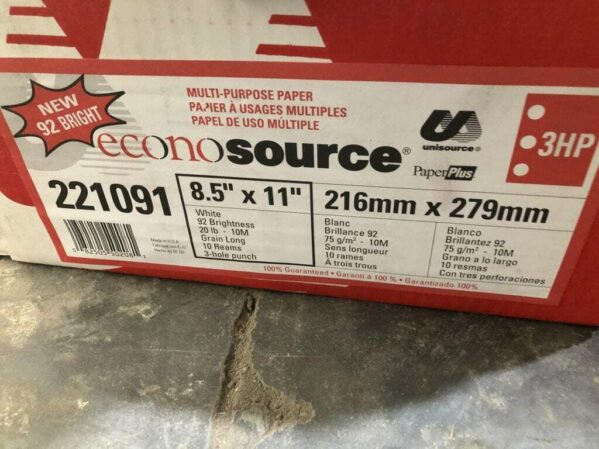 NEW
92 BRIGHT
MULTI-PURPOSE PAPER
PAPIER À USAGES MULTIPLES
PAPEL DE USO MÚLTIPLE
econosource®
unisource®
PaperPlus
3HP
221091
8.5" x 11"
White
92 Brightness
20 lb - 10M
Grain Long
10 Reams
3-hole punch
216mm x 279mm
Blanc
Brillance 92
75 g/m² - 10M
Sens longueur
10 rames
À trois trous
Blanco
Brillantez 92
75 g/m² - 10M
Grano a lo largo
10 resmas
Con tres perforaciones
Made in U.S.A.
100% Guaranteed • Garanti à 100 % • Garantizado 100%